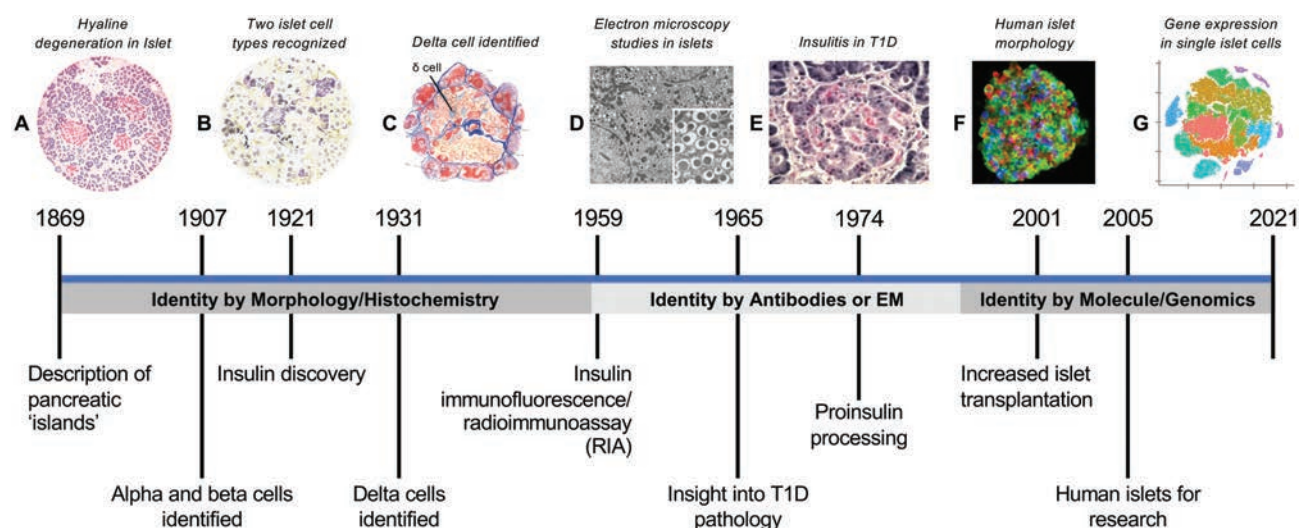 Hyaline
degeneration in Islet
Two islet cell
types recognized
Delta cell identified
Electron microscopy
studies in islets
Insulitis in T1D
Human islet
morphology
Gene expression
in single islet cells
δ cell
A
B
C
D
E
F
G
1869
1907
1921
1931
1959
1965
1974
2001
2005
2021
Identity by Morphology/Histochemistry
Identity by Antibodies or EM
Identity by Molecule/Genomics
Description of
pancreatic
‘islands’
Insulin discovery
Insulin
immunofluorescence/
radioimmunoassay
(RIA)
Proinsulin
processing
Increased islet
transplantation
Alpha and beta cells
identified
Delta cells
identified
Insight into T1D
pathology
Human islets for
research